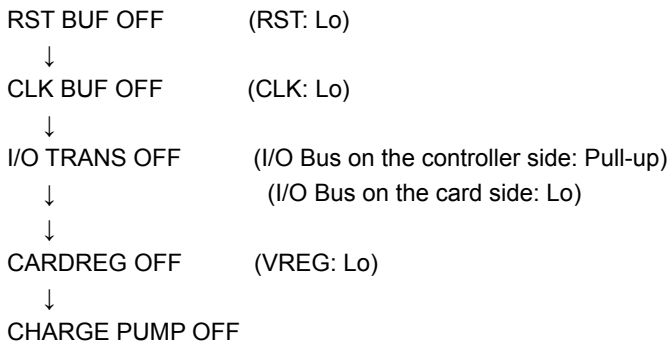 RST BUF OFF (RST: Lo)
↓
CLK BUF OFF (CLK: Lo)
↓
I/O TRANS OFF (I/O Bus on the controller side: Pull-up)
↓ (I/O Bus on the card side: Lo)
↓
CARDREG OFF (VREG: Lo)
↓
CHARGE PUMP OFF